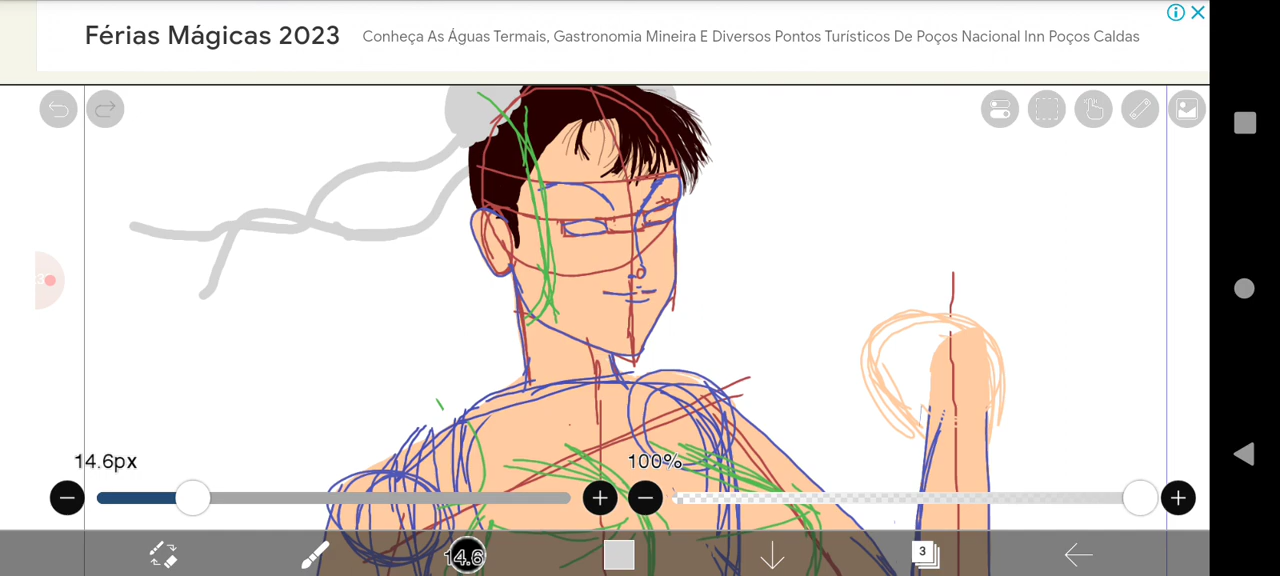 Férias Mágicas 2023
Conheça As Águas Termais, Gastronomia Mineira E Diversos Pontos Turísticos De Poços Nacional Inn Poços Caldas
14.6px
100%
14.6
3